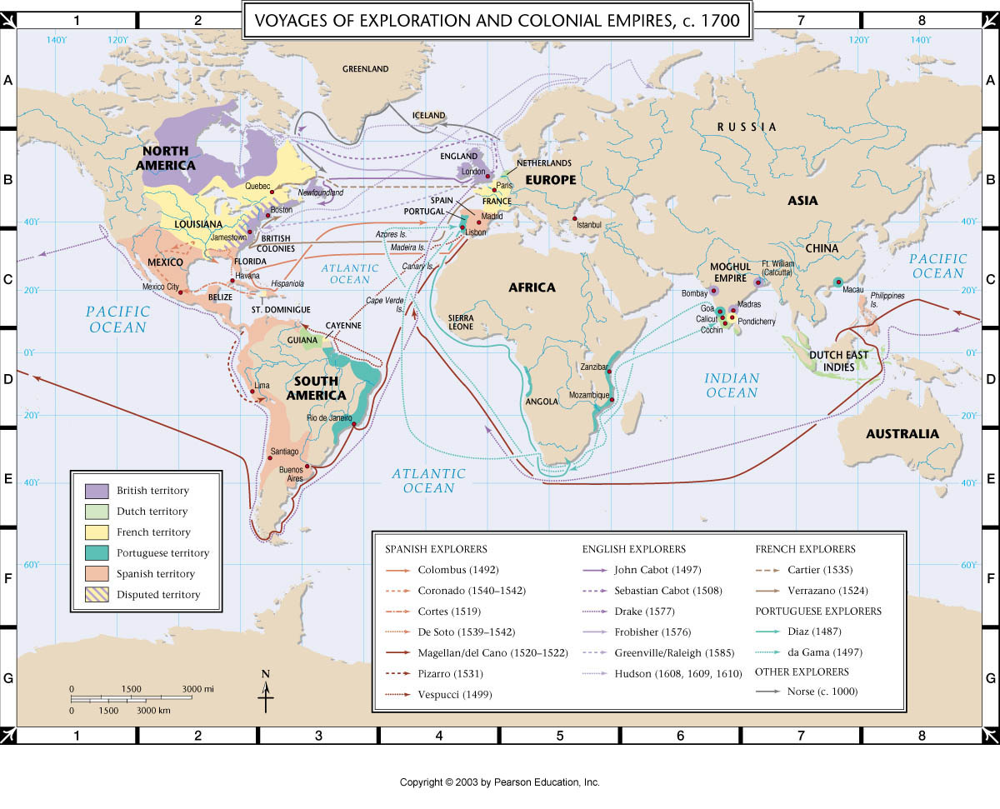 VOYAGES OF EXPLORATION AND COLONIAL EMPIRES, c. 1700
1 2 7 8
140Y 120Y 120Y 140Y
A
A
GREENLAND
ICELAND
RUSSIA
NORTH
AMERICA
ENGLAND
London
NETHERLANDS
EUROPE
B
B
Quebec
Newfoundland
Paris
FRANCE
SPAIN
PORTUGAL
Madrid
Lisbon
Istanbul
ASIA
Boston
LOUISIANA
40Y
40Y
Jamestown
BRITISH
COLONIES
Azores Is.
Madeira Is.
Canary Is.
CHINA
MEXICO
FLORIDA
Havana
Hispaniola
ATLANTIC
OCEAN
C
C
Mexico City
BELIZE
ST. DOMINIGUE
Cape Verde
Is.
AFRICA
MOGHUL
EMPIRE
Ft. William
(Calcutta)
Bombay
Macau
PACIFIC
OCEAN
20Y
20Y
Goa
Madras
Calicut
Pondicherry
Cochin
Philippines
Is.
PACIFIC
OCEAN
CAYENNE
GUIANA
SIERRA
LEONE
0Y
0Y
DUTCH EAST
INDIES
SOUTH
AMERICA
Lima
Zanzibar
Mozambique
ANGOLA
INDIAN
OCEAN
D
D
Rio de Janeiro
20Y
20Y
AUSTRALIA
Santiago
Buenos
Aires
ATLANTIC
OCEAN
E
E
40Y
40Y
British territory
Dutch territory
French territory
Portuguese territory
Spanish territory
Disputed territory
60Y
60Y
F
F
SPANISH EXPLORERS
Colombus (1492)
Coronado (1540–1542)
Cortes (1519)
De Soto (1539–1542)
Magellan/del Cano (1520–1522)
Pizarro (1531)
Vespucci (1499)
ENGLISH EXPLORERS
John Cabot (1497)
Sebastian Cabot (1508)
Drake (1577)
Frobisher (1576)
Greenville/Raleigh (1585)
Hudson (1608, 1609, 1610)
FRENCH EXPLORERS
Cartier (1535)
Verrazano (1524)
PORTUGUESE EXPLORERS
Diaz (1487)
da Gama (1497)
OTHER EXPLORERS
Norse (c. 1000)
G
G
N
0 1500 3000 mi
0 1500 3000 km
1 2 3 4 5 6 7 8
Copyright © 2003 by Pearson Education, Inc.